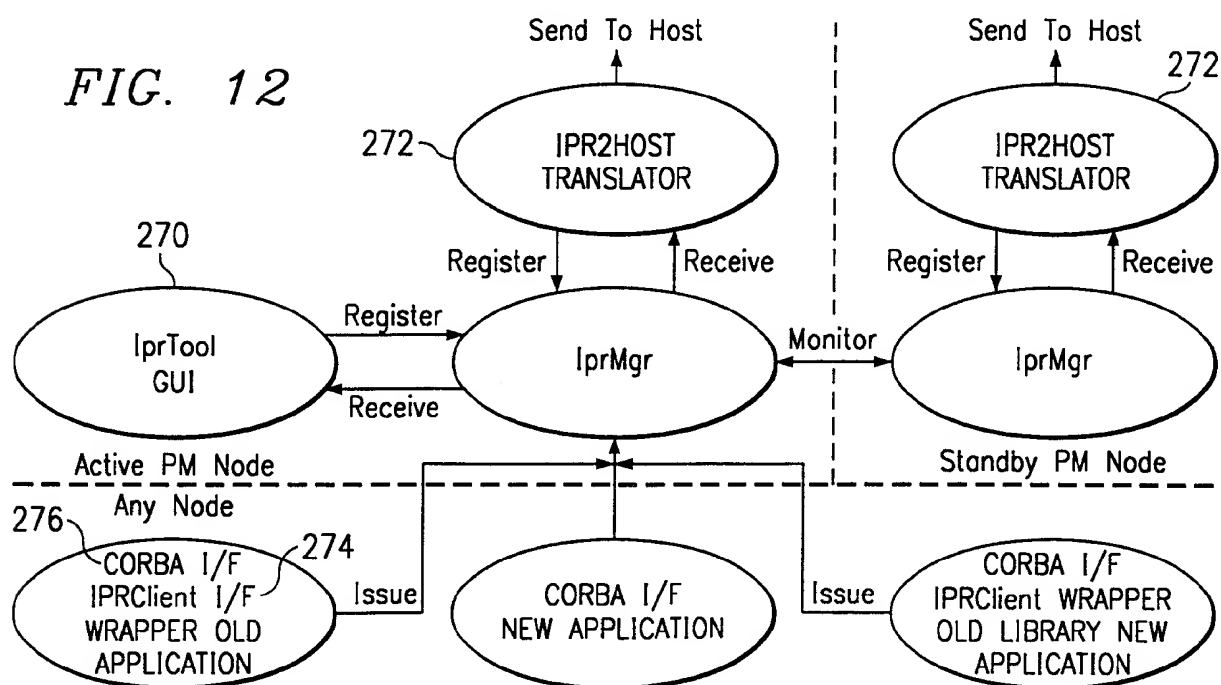 FIG. 12
Send To Host
Send To Host
272
IPR2HOST
TRANSLATOR
272
IPR2HOST
TRANSLATOR
270
Register
Receive
Register
Receive
IprTool
GUI
Register
Receive
IprMgr
Monitor
IprMgr
Active PM Node
Standby PM Node
Any Node
276
CORBA I/F
274
IPRClient I/F
WRAPPER OLD
APPLICATION
Issue
CORBA I/F
NEW APPLICATION
Issue
CORBA I/F
IPRClient WRAPPER
OLD LIBRARY NEW
APPLICATION